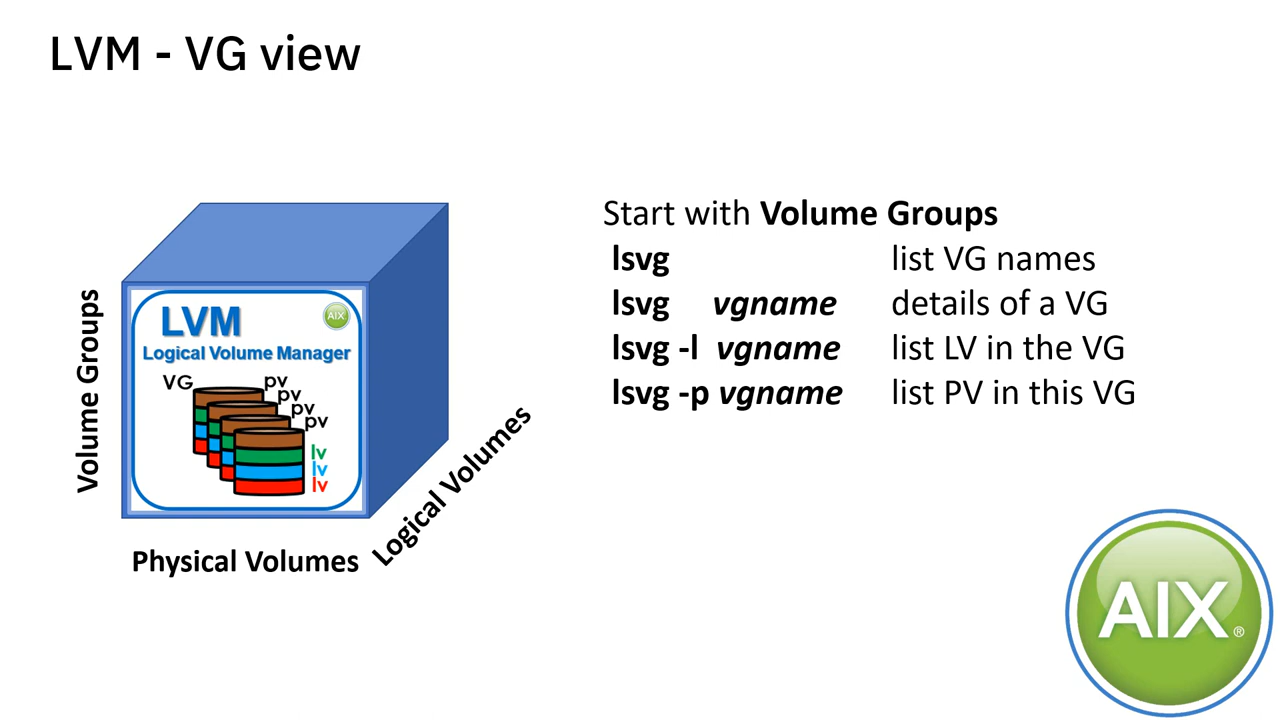 LVM - VG view
Start with Volume Groups
lsvg list VG names
lsvg vgname details of a VG
lsvg -l vgname list LV in the VG
lsvg -p vgname list PV in this VG
Volume Groups
LVM
AIX
Logical Volume Manager
VG
pv
pv
pv
pv
lv
lv
lv
Physical Volumes
Logical Volumes
AIX®